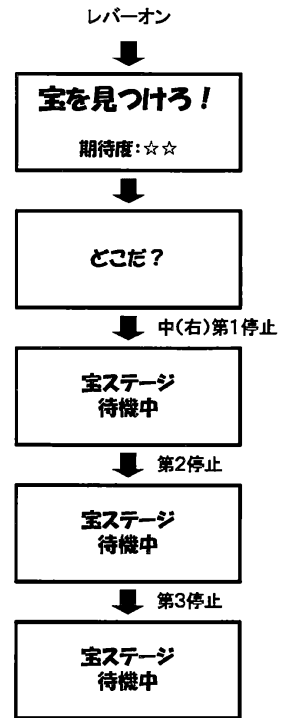 レバーオン
宝を見つけろ！
期待度：☆☆
どこだ？
中(右)第1停止
宝ステージ
待機中
第2停止
宝ステージ
待機中
第3停止
宝ステージ
待機中